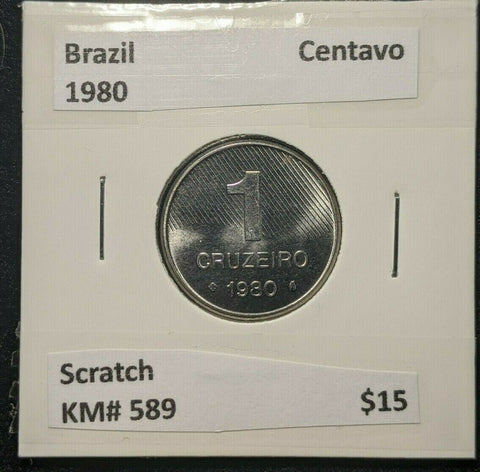 Brazil Centavo
1980
1
CRUZEIRO
1980
Scratch
KM# 589 $15